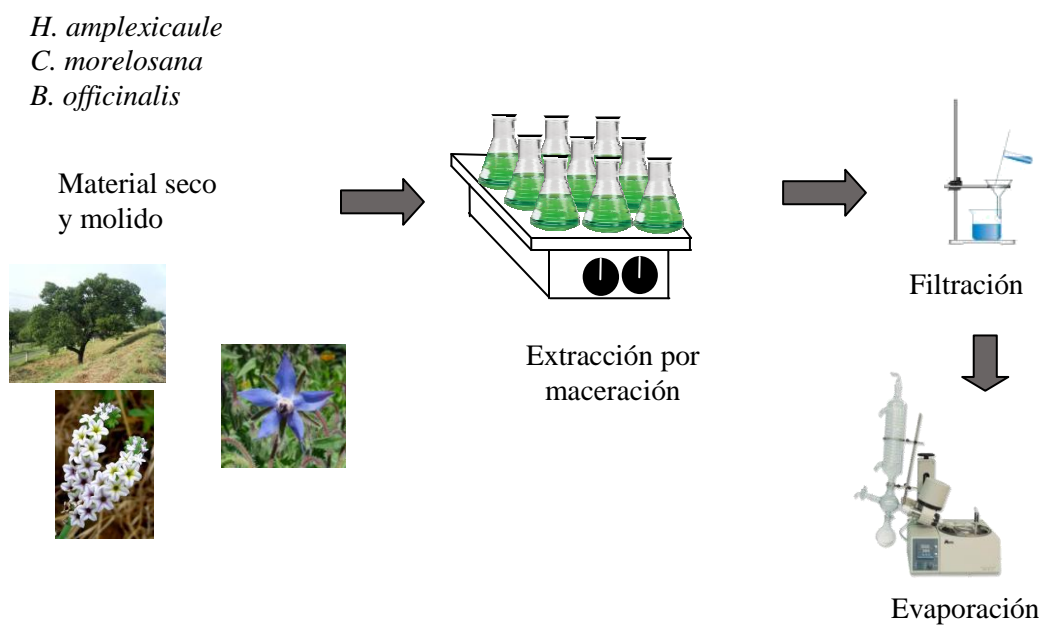 H. amplexicaule
C. morelosana
B. officinalis
Material seco
y molido
Extracción por
maceración
Filtración
Evaporación